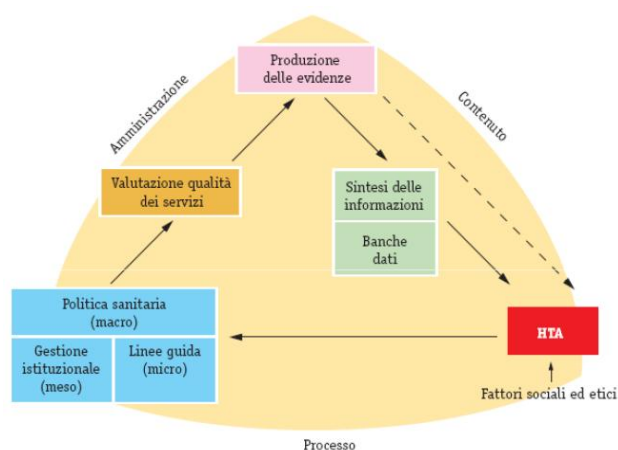 Produzione
delle evidenze
Amministrazione
Contenuto
Valutazione qualità
dei servizi
Sintesi delle
informazioni
Banche
dati
Politica sanitaria
(macro)
Gestione
istituzionale
(meso)
Linee guida
(micro)
HTA
Fattori sociali ed etici
Processo